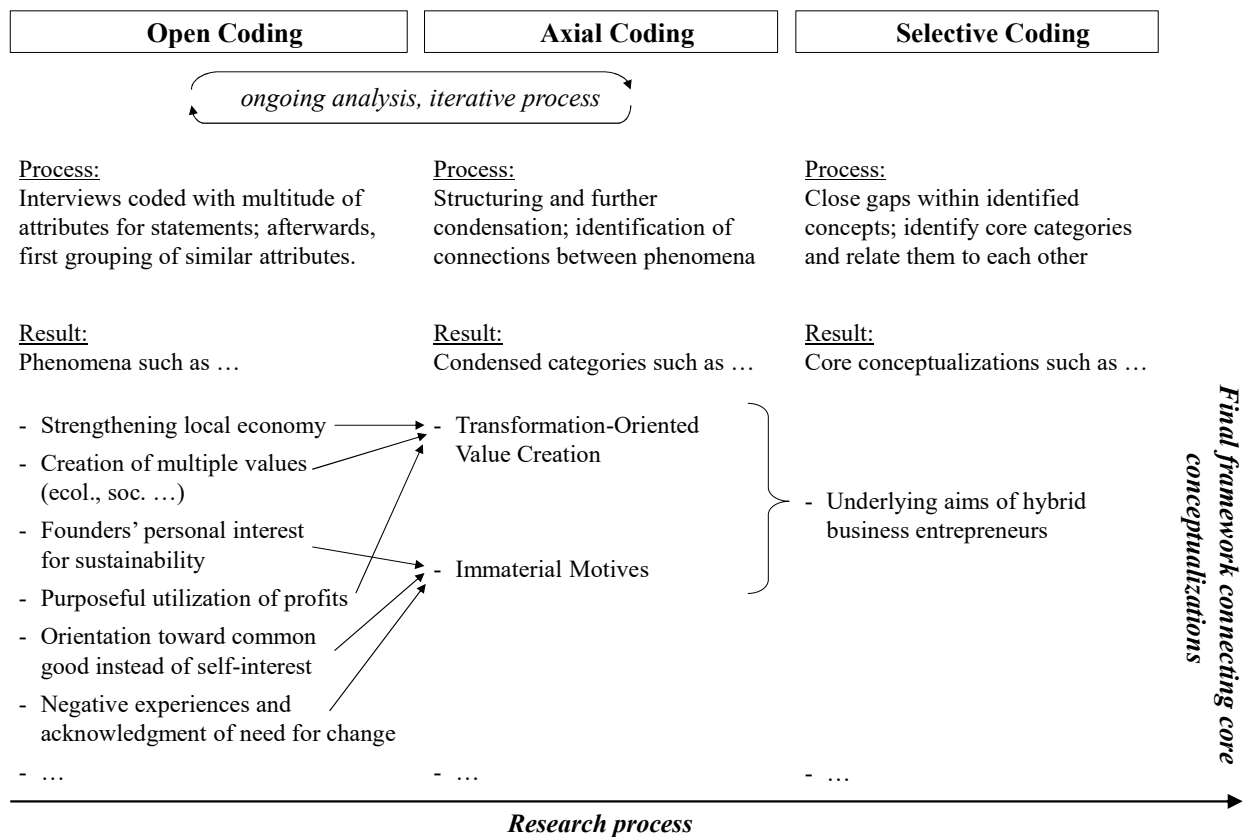 Open Coding
Axial Coding
Selective Coding
ongoing analysis, iterative process
Process:
Interviews coded with multitude of
attributes for statements; afterwards,
first grouping of similar attributes.
Process:
Structuring and further
condensation; identification of
connections between phenomena
Process:
Close gaps within identified
concepts; identify core categories
and relate them to each other
Result:
Phenomena such as …
Result:
Condensed categories such as …
Result:
Core conceptualizations such as …
- Strengthening local economy
- Creation of multiple values
(ecol., soc. …)
- Founders’ personal interest
for sustainability
- Purposeful utilization of profits
- Orientation toward common
good instead of self-interest
- Negative experiences and
acknowledgment of need for change
- …
- Transformation-Oriented
Value Creation
- Immaterial Motives
- …
- Underlying aims of hybrid
business entrepreneurs
- …
Final framework connecting core
conceptualizations
Research process